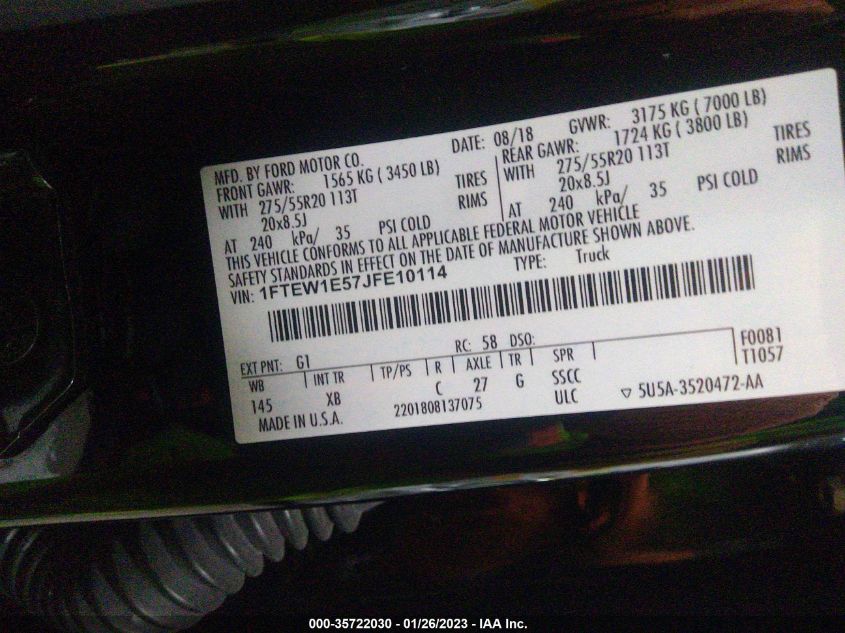 MFD. BY FORD MOTOR CO. DATE: 08/18 GVWR: 3175 KG ( 7000 LB)
FRONT GAWR: 1565 KG ( 3450 LB) REAR GAWR: 1724 KG ( 3800 LB)
WITH 275/55R20 113T TIRES WITH 275/55R20 113T TIRES
20x8.5J RIMS 20x8.5J RIMS
AT 240 kPa/ 35 PSI COLD AT 240 kPa/ 35 PSI COLD
THIS VEHICLE CONFORMS TO ALL APPLICABLE FEDERAL MOTOR VEHICLE
SAFETY STANDARDS IN EFFECT ON THE DATE OF MANUFACTURE SHOWN ABOVE.
VIN: 1FTEW1E57JFE10114 TYPE: Truck
EXT PNT: G1 RC: 58 DSO: F0081
WB INT TR TP/PS R AXLE TR SPR T1057
145 XB C 27 G SSCC
MADE IN U.S.A. 2201808137075 ULC ▽ 5U5A-3520472-AA
000-35722030 - 01/26/2023 - IAA Inc.